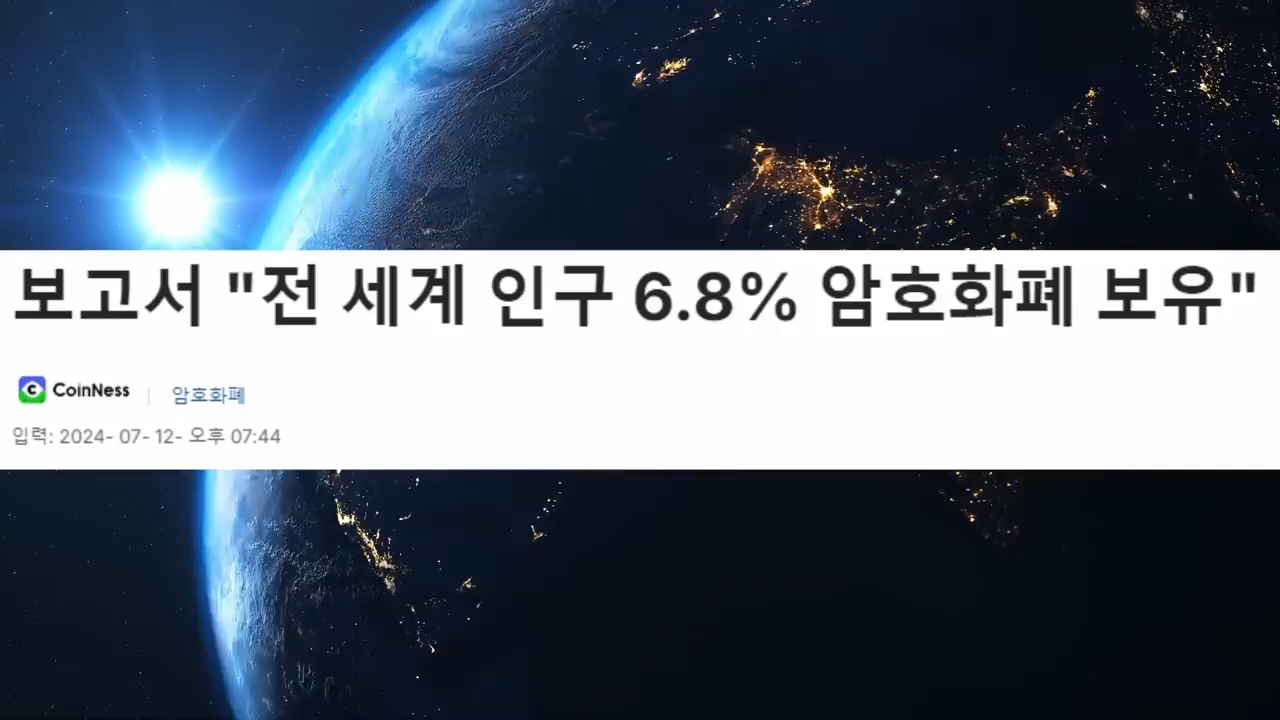 보고서 "전 세계 인구 6.8% 암호화폐 보유"
CoinNess | 암호화폐
입력: 2024- 07- 12- 오후 07:44